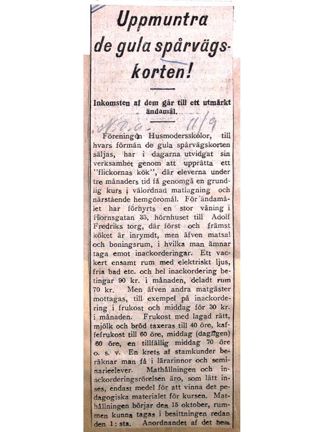 Uppmuntra
de gula spårvägs-
korten!
Inkomsten af dem går till ett utmärkt
ändamål.
11/9
Föreningen Husmodersskolor, till
hvars förmån de gula spårvägskorten
säljas, har i dagarna utvidgat sin
verksamhet genom att upprätta ett
"flickornas kök", där eleverna under
tre månaders tid få genomgå en grund-
lig kurs i välordnad matlagning och
närstående hemgöromål. För ändamå-
let har förhyrts en stor våning i
Hornsgatan 35, hörnhuset till Adolf
Fredriks torg, där först och främst
köket är inrymdt, men äfven matsal
och boningsrum, i hvilka man ämnar
taga emot inackorderingar. Ett vac-
kert ensamt rum med elektriskt ljus,
fria bad etc. och hel inackordering be-
tingar 90 kr. i månaden, deladt rum
70 kr. Men äfven andra matgäster
mottagas, till exempel på inackorde-
ring i frukost och middag för 30 kr.
i månaden. Frukost med lagad rätt,
mjölk och bröd taxeras till 40 öre, kaf-
fefrukost till 60 öre, middag (dagligen)
60 öre, en tillfällig middag 70 öre
o. s. v. En krets af stamkunder be-
räknar man få i lärarinnor och semi-
narieelever. Mathållningen och in-
ackorderingsrörelsen äro, som lätt in-
ses, endast medel för att vinna det pe-
dagogiska materialet för kursen. Mat-
hållningen börjar den 15 oktober, rum-
men kunna tagas i besittning redan
den 1:sta. Anordnandet af det hela